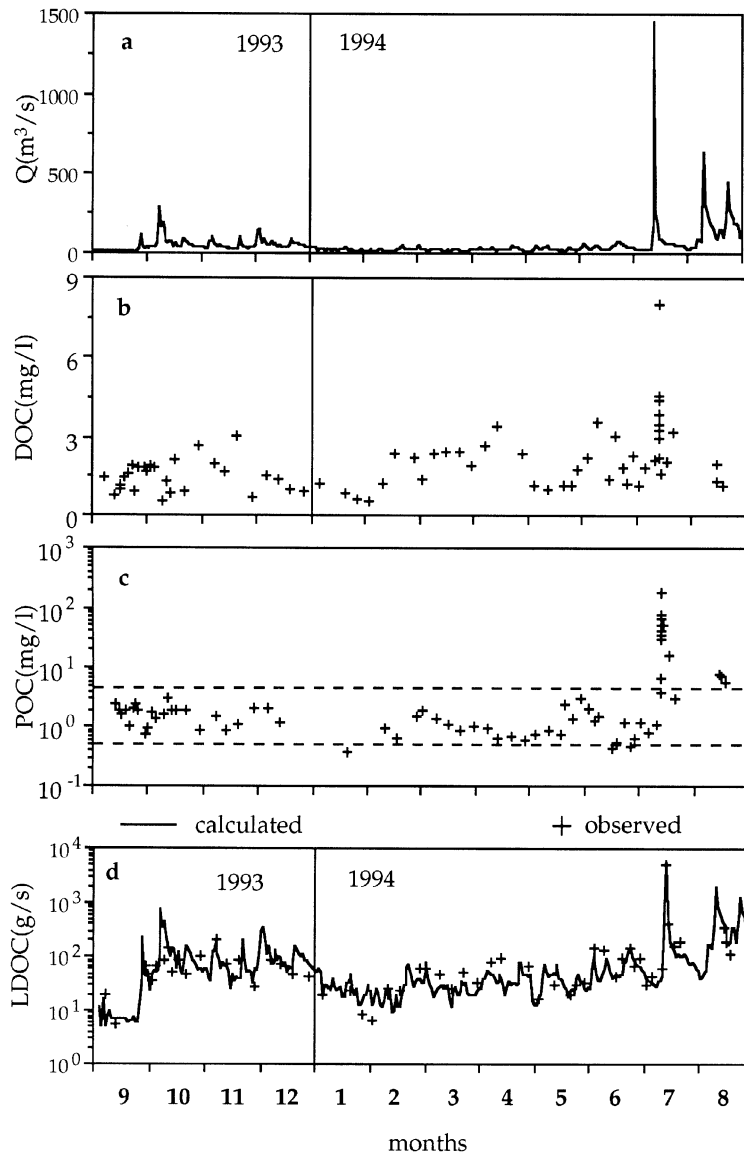 a
1993
1994
Q(m³/s)
1500
1000
500
0
b
DOC(mg/l)
9
6
3
0
c
POC(mg/l)
10³
10²
10¹
10⁰
10⁻¹
calculated
+ observed
d
1993
1994
LDOC(g/s)
10⁴
10³
10²
10¹
10⁰
9 10 11 12 1 2 3 4 5 6 7 8
months